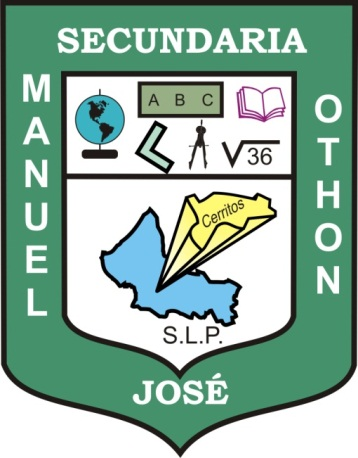 SECUNDARIA
MANUEL
JOSÉ
OTHON
A B C
√36
Cerritos
S.L.P.